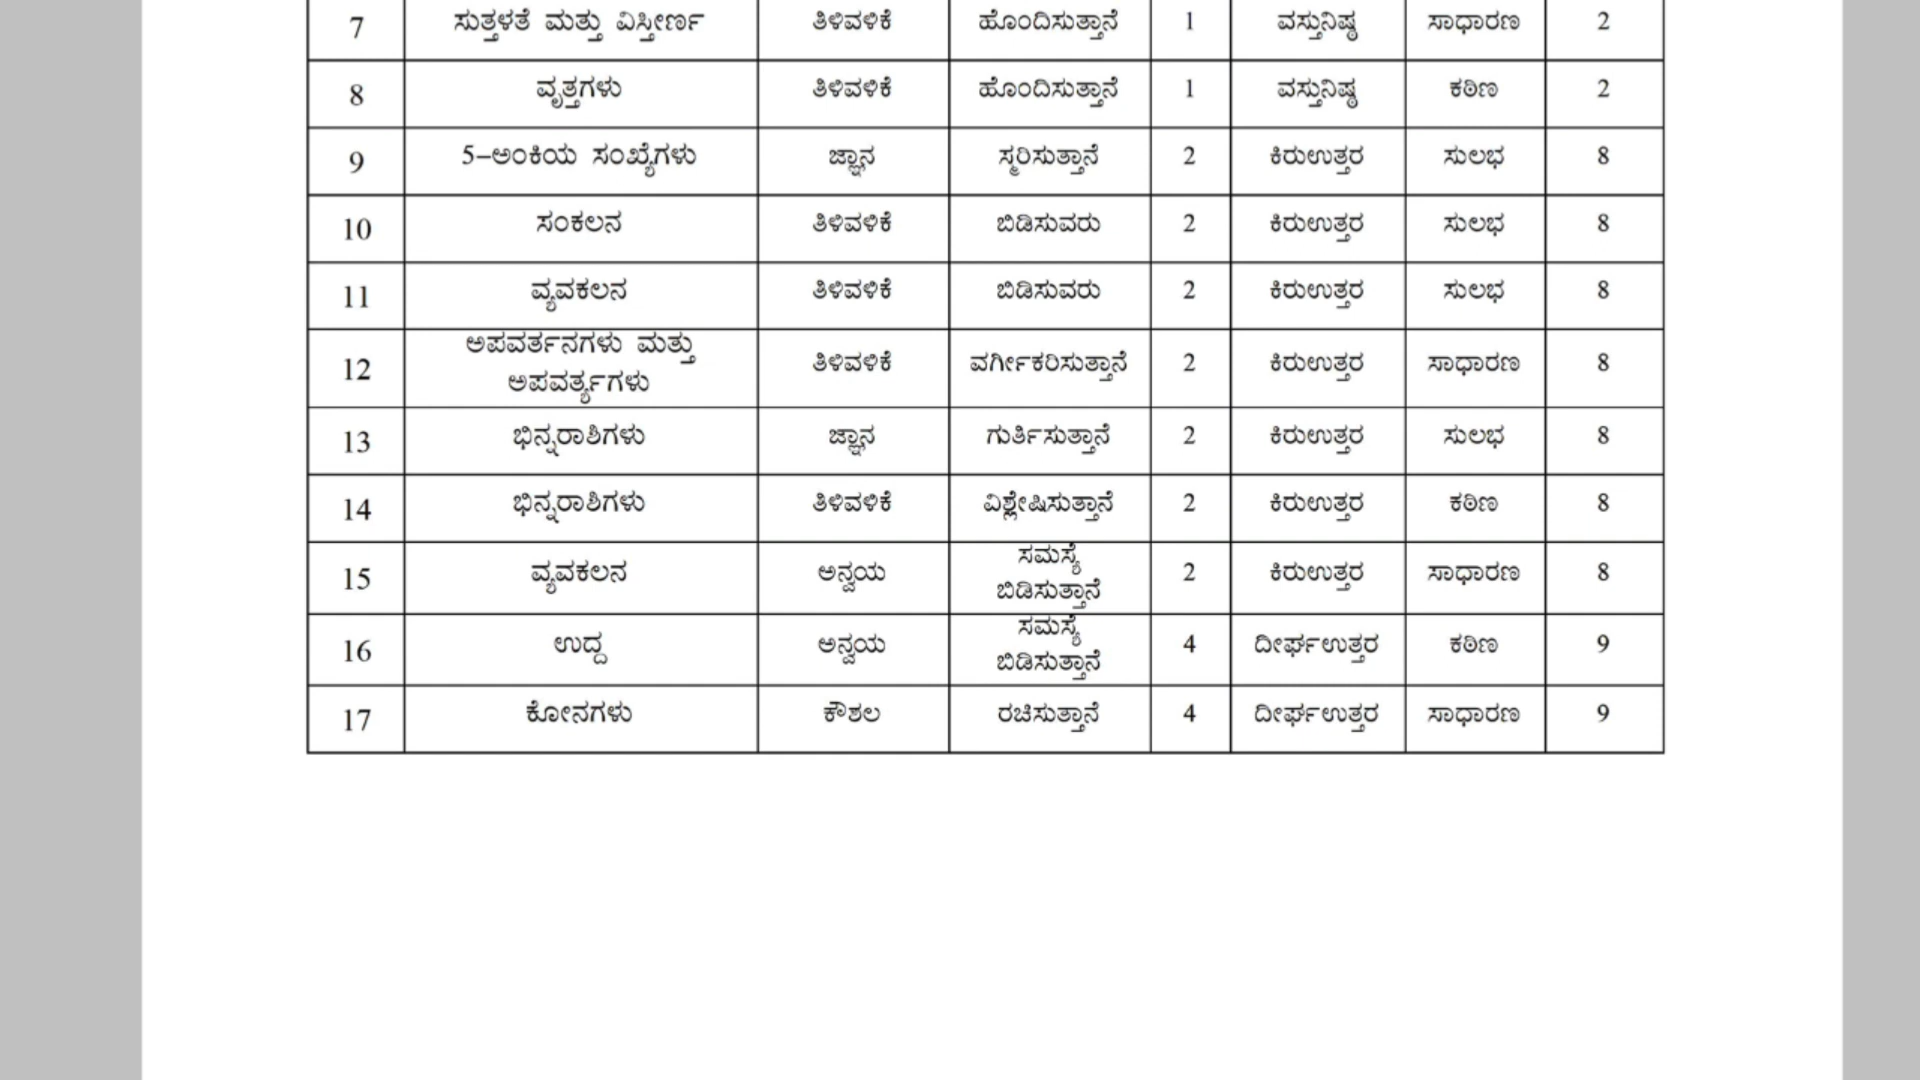 7 ಸುತ್ತಳತೆ ಮತ್ತು ವಿಸ್ತೀರ್ಣ ತಿಳಿವಳಿಕೆ ಹೊಂದಿಸುತ್ತಾನೆ 1 ವಸ್ತುನಿಷ್ಠ ಸಾಧಾರಣ 2
8 ವೃತ್ತಗಳು ತಿಳಿವಳಿಕೆ ಹೊಂದಿಸುತ್ತಾನೆ 1 ವಸ್ತುನಿಷ್ಠ ಕಠಿಣ 2
9 5–ಅಂಕಿಯ ಸಂಖ್ಯೆಗಳು ಜ್ಞಾನ ಸ್ಮರಿಸುತ್ತಾನೆ 2 ಕಿರುಉತ್ತರ ಸುಲಭ 8
10 ಸಂಕಲನ ತಿಳಿವಳಿಕೆ ಬಿಡಿಸುವರು 2 ಕಿರುಉತ್ತರ ಸುಲಭ 8
11 ವ್ಯವಕಲನ ತಿಳಿವಳಿಕೆ ಬಿಡಿಸುವರು 2 ಕಿರುಉತ್ತರ ಸುಲಭ 8
12 ಅಪವರ್ತನಗಳು ಮತ್ತು
ಅಪವರ್ತ್ಯಗಳು ತಿಳಿವಳಿಕೆ ವರ್ಗೀಕರಿಸುತ್ತಾನೆ 2 ಕಿರುಉತ್ತರ ಸಾಧಾರಣ 8
13 ಭಿನ್ನರಾಶಿಗಳು ಜ್ಞಾನ ಗುರ್ತಿಸುತ್ತಾನೆ 2 ಕಿರುಉತ್ತರ ಸುಲಭ 8
14 ಭಿನ್ನರಾಶಿಗಳು ತಿಳಿವಳಿಕೆ ವಿಶ್ಲೇಷಿಸುತ್ತಾನೆ 2 ಕಿರುಉತ್ತರ ಕಠಿಣ 8
15 ವ್ಯವಕಲನ ಅನ್ವಯ ಸಮಸ್ಯೆ
ಬಿಡಿಸುತ್ತಾನೆ 2 ಕಿರುಉತ್ತರ ಸಾಧಾರಣ 8
16 ಉದ್ದ ಅನ್ವಯ ಸಮಸ್ಯೆ
ಬಿಡಿಸುತ್ತಾನೆ 4 ದೀರ್ಘಉತ್ತರ ಕಠಿಣ 9
17 ಕೋನಗಳು ಕೌಶಲ ರಚಿಸುತ್ತಾನೆ 4 ದೀರ್ಘಉತ್ತರ ಸಾಧಾರಣ 9